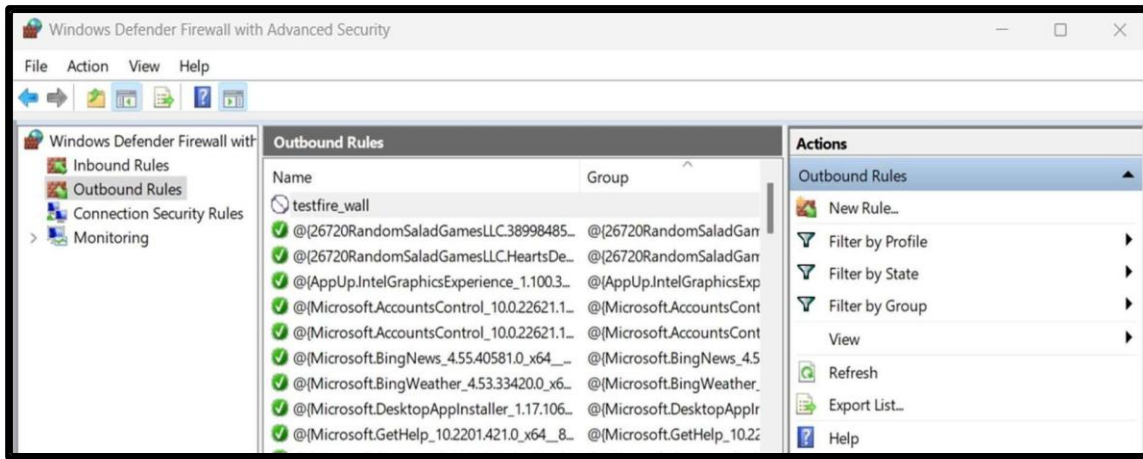 Windows Defender Firewall with Advanced Security
File Action View Help
Windows Defender Firewall with
Inbound Rules
Outbound Rules
Connection Security Rules
Monitoring
Outbound Rules
Name Group
testfire_wall
@{26720RandomSaladGamesLLC.38998485... @{26720RandomSaladGam
@{26720RandomSaladGamesLLC.HeartsDe... @{26720RandomSaladGam
@{AppUp.IntelGraphicsExperience_1.100.3... @{AppUp.IntelGraphicsExp
@{Microsoft.AccountsControl_10.0.22621.1... @{Microsoft.AccountsCont
@{Microsoft.AccountsControl_10.0.22621.1... @{Microsoft.AccountsCont
@{Microsoft.BingNews_4.55.40581.0_x64__... @{Microsoft.BingNews_4.5
@{Microsoft.BingWeather_4.53.33420.0_x6... @{Microsoft.BingWeather_
@{Microsoft.DesktopAppInstaller_1.17.106... @{Microsoft.DesktopAppIr
@{Microsoft.GetHelp_10.2201.421.0_x64__8... @{Microsoft.GetHelp_10.22
Actions
Outbound Rules
New Rule...
Filter by Profile
Filter by State
Filter by Group
View
Refresh
Export List...
Help